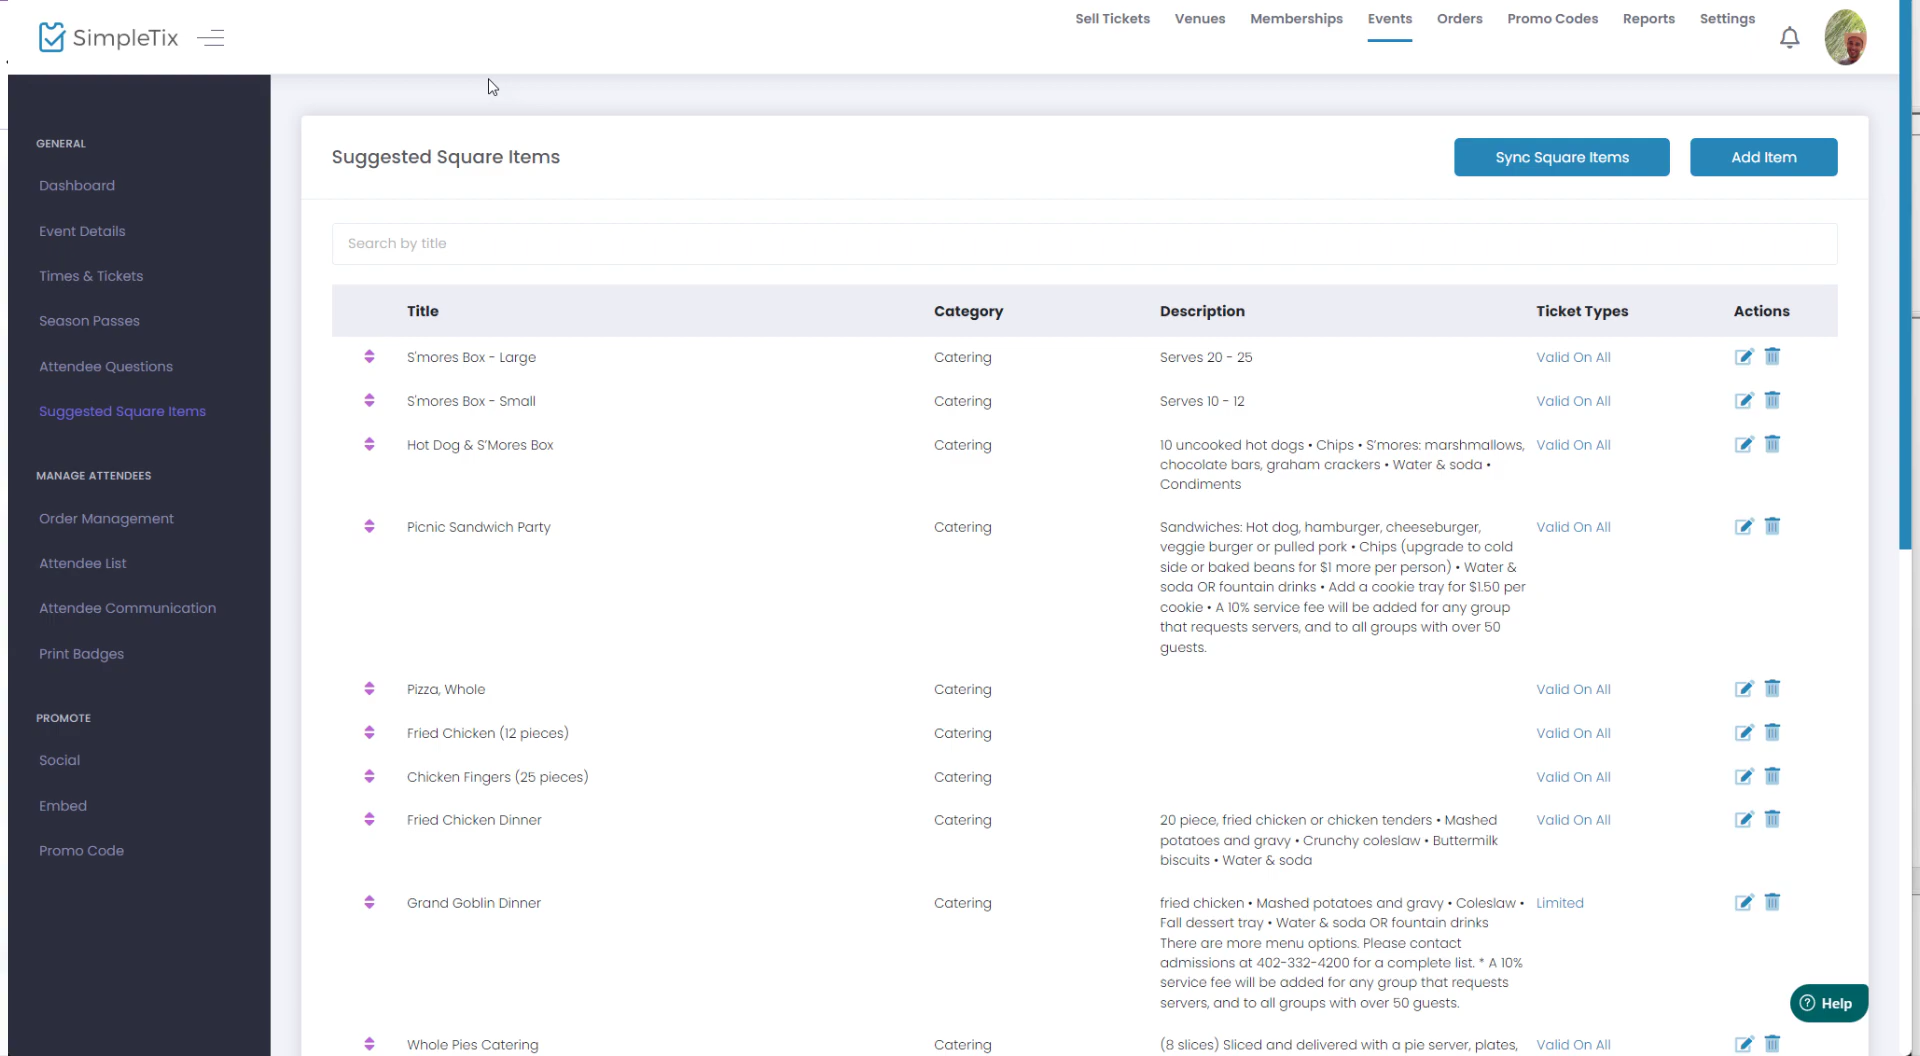 SimpleTix
Sell Tickets
Venues
Memberships
Events
Orders
Promo Codes
Reports
Settings
GENERAL
Dashboard
Event Details
Times & Tickets
Season Passes
Attendee Questions
Suggested Square Items
MANAGE ATTENDEES
Order Management
Attendee List
Attendee Communication
Print Badges
PROMOTE
Social
Embed
Promo Code
Suggested Square Items
Sync Square Items
Add Item
Search by title
Title Category Description Ticket Types Actions
S'mores Box - Large Catering Serves 20 - 25 Valid On All
S'mores Box - Small Catering Serves 10 - 12 Valid On All
Hot Dog & S'Mores Box Catering 10 uncooked hot dogs • Chips • S'mores: marshmallows, Valid On All
chocolate bars, graham crackers • Water & soda •
Condiments
Picnic Sandwich Party Catering Sandwiches: Hot dog, hamburger, cheeseburger, Valid On All
veggie burger or pulled pork • Chips (upgrade to cold
side or baked beans for $1 more per person) • Water &
soda OR fountain drinks • Add a cookie tray for $1.50 per
cookie • A 10% service fee will be added for any group
that requests servers, and to all groups with over 50
guests.
Pizza, Whole Catering Valid On All
Fried Chicken (12 pieces) Catering Valid On All
Chicken Fingers (25 pieces) Catering Valid On All
Fried Chicken Dinner Catering 20 piece, fried chicken or chicken tenders • Mashed Valid On All
potatoes and gravy • Crunchy coleslaw • Buttermilk
biscuits • Water & soda
Grand Goblin Dinner Catering fried chicken • Mashed potatoes and gravy • Coleslaw • Limited
Fall dessert tray • Water & soda OR fountain drinks
There are more menu options. Please contact
admissions at 402-332-4200 for a complete list. * A 10%
service fee will be added for any group that requests
servers, and to all groups with over 50 guests.
Whole Pies Catering Catering (8 slices) Sliced and delivered with a pie server, plates, Valid On All
Help